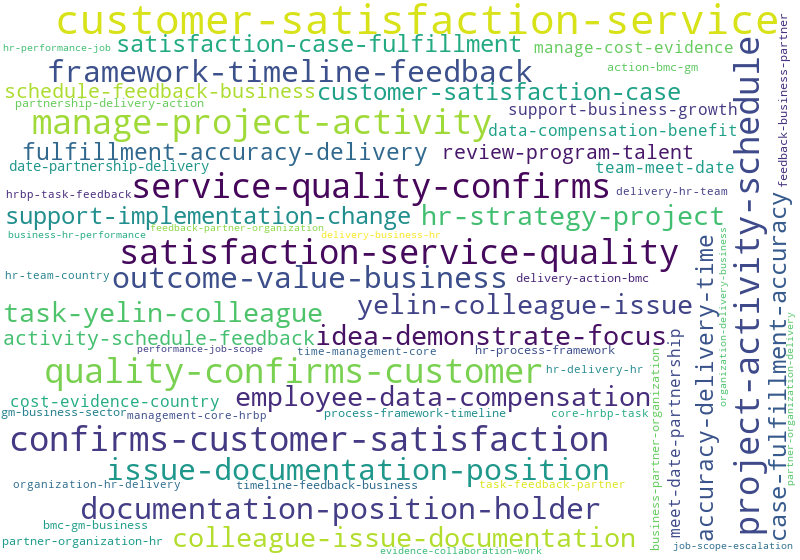 customer-satisfaction-service
hr-performance-job
satisfaction-case-fulfillment
manage-cost-evidence
framework-timeline-feedback
action-bmc-gm
schedule-feedback-business
customer-satisfaction-case
partnership-delivery-action
support-business-growth
manage-project-activity
data-compensation-benefit
fulfillment-accuracy-delivery
review-program-talent
date-partnership-delivery
team-meet-date
hrbp-task-feedback
service-quality-confirms
delivery-hr-team
support-implementation-change
hr-strategy-project
feedback-partner-organization
business-hr-performance
delivery-business-hr
satisfaction-service-quality
hr-team-country
outcome-value-business
delivery-action-bmc
task-yelin-colleague
yelin-colleague-issue
activity-schedule-feedback
idea-demonstrate-focus
performance-job-scope
time-management-core
hr-process-framework
quality-confirms-customer
hr-delivery-hr
cost-evidence-country
employee-data-compensation
gm-business-sector
management-core-hrbp
process-framework-timeline
core-hrbp-task
confirms-customer-satisfaction
issue-documentation-position
organization-hr-delivery
timeline-feedback-business
task-feedback-partner
documentation-position-holder
bmc-gm-business
partner-organization-hr
colleague-issue-documentation
evidence-collaboration-work
job-scope-escalation
business-partner-organization
meet-date-partnership
accuracy-delivery-time
organization-delivery-business
project-activity-schedule
case-fulfillment-accuracy
feedback-business-partner
partner-organization-delivery